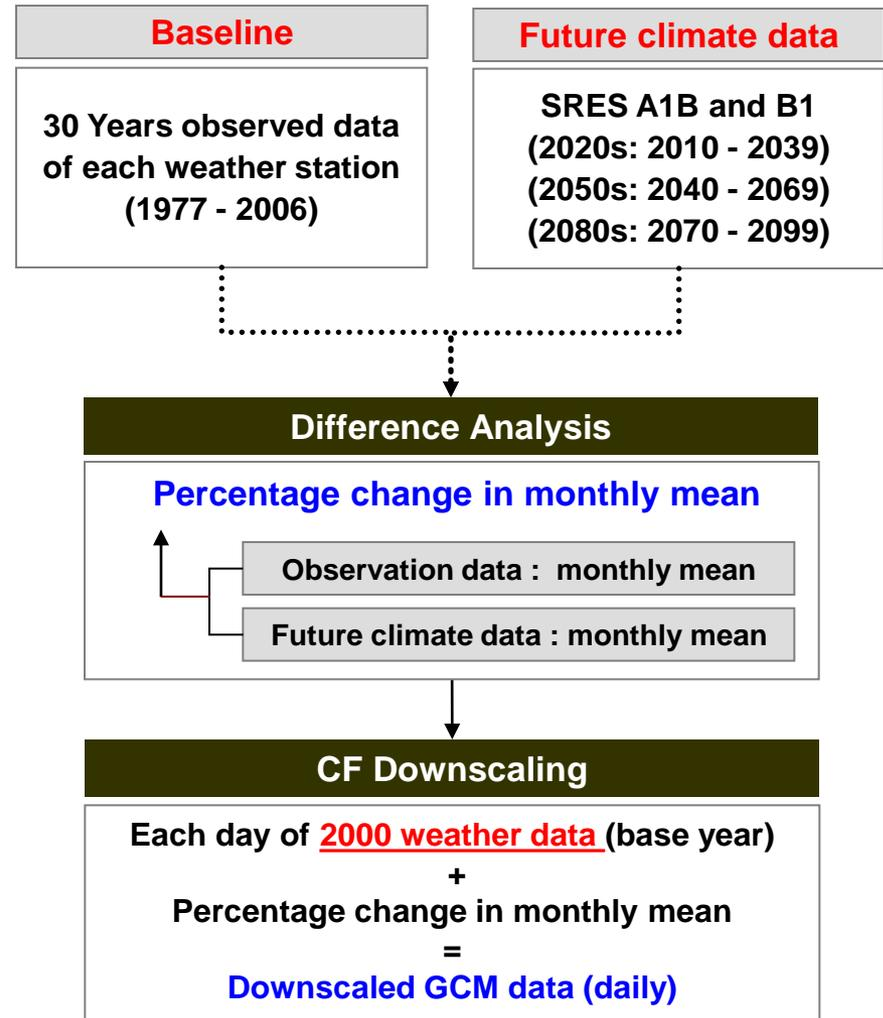 Baseline
30 Years observed data
of each weather station
(1977 - 2006)
Future climate data
SRES A1B and B1
(2020s: 2010 - 2039)
(2050s: 2040 - 2069)
(2080s: 2070 - 2099)
Difference Analysis
Percentage change in monthly mean
Observation data : monthly mean
Future climate data : monthly mean
CF Downscaling
Each day of 2000 weather data (base year)
+
Percentage change in monthly mean
=
Downscaled GCM data (daily)